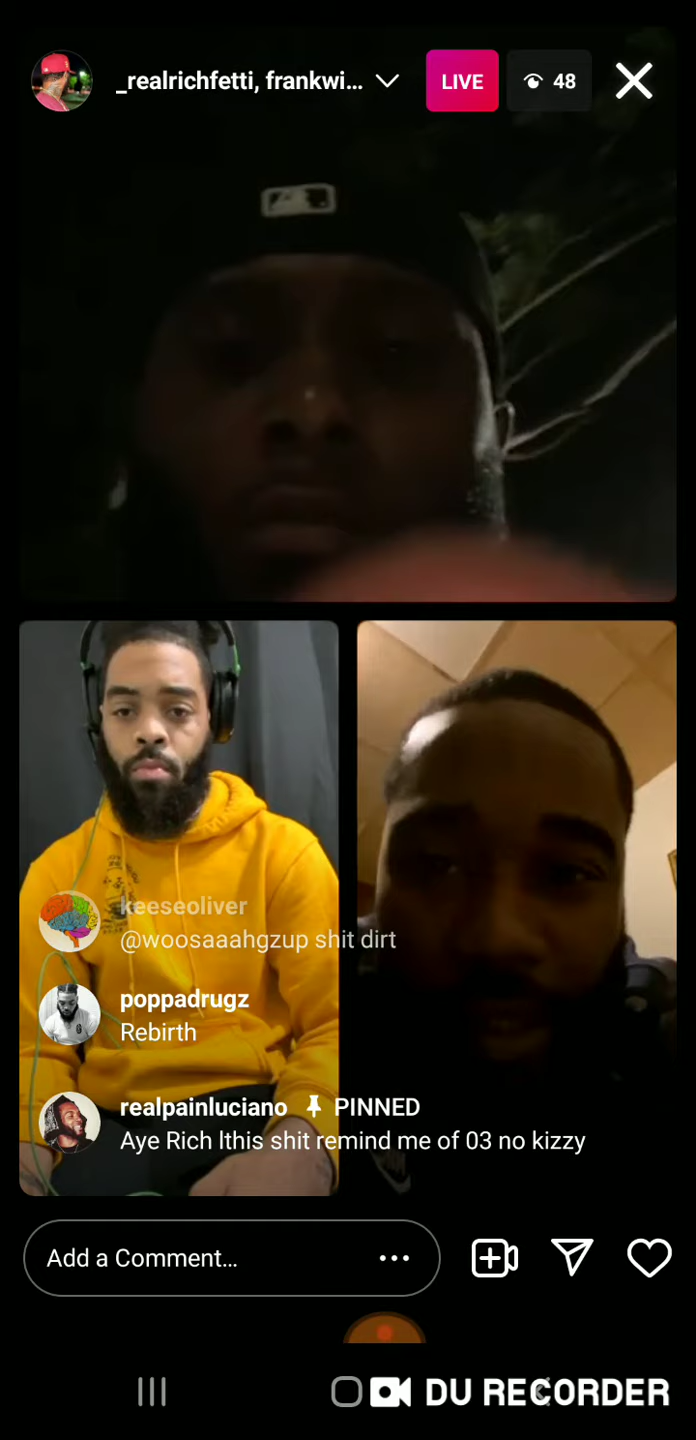 _realrichfetti, frankwi...
LIVE
48
keeseoliver
@woosaaahgzup shit dirt
poppadrugz
Rebirth
realpainluciano PINNED
Aye Rich lthis shit remind me of 03 no kizzy
Add a Comment...
DU RECORDER